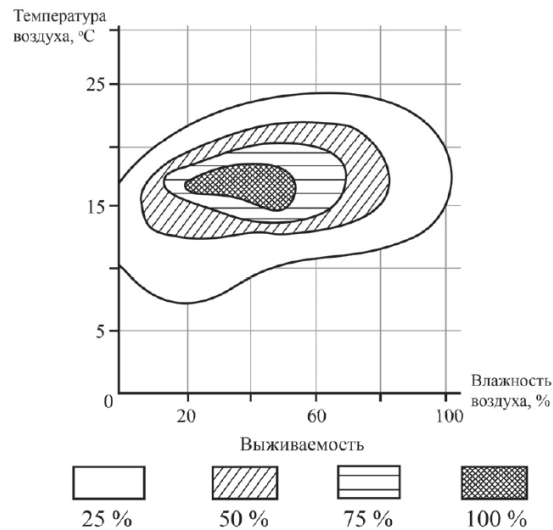 Температура
воздуха, °С
25
15
5
0
20
60
100
Влажность
воздуха, %
Выживаемость
25 %
50 %
75 %
100 %